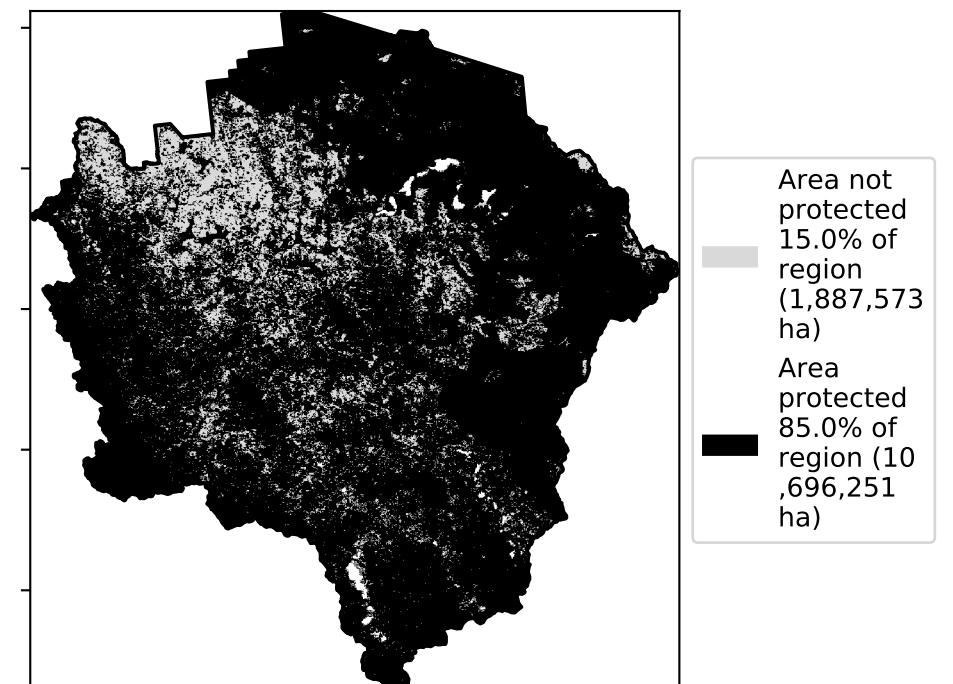 Area not
protected
15.0% of
region
(1,887,573
ha)
Area
protected
85.0% of
region (10
,696,251
ha)